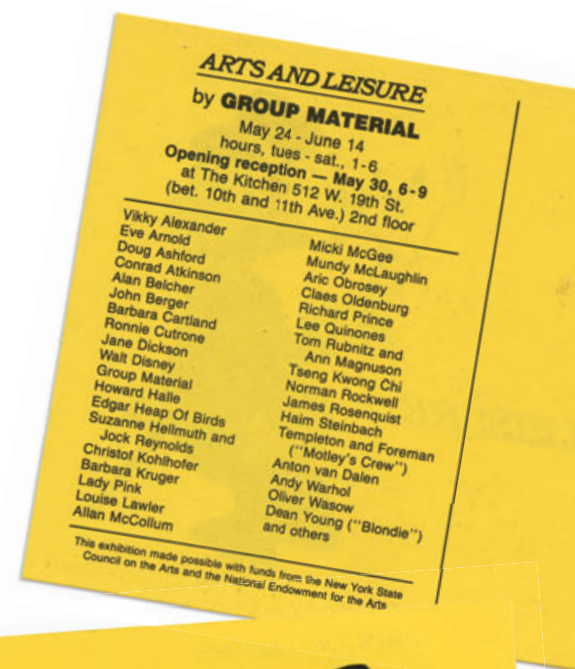 ARTS AND LEISURE
by GROUP MATERIAL
May 24 - June 14
hours, tues - sat., 1-6
Opening reception — May 30, 6-9
at The Kitchen 512 W. 19th St.
(bet. 10th and 11th Ave.) 2nd floor
Vikky Alexander
Eve Arnold
Doug Ashford
Conrad Atkinson
Alan Belcher
John Berger
Barbara Cartland
Ronnie Cutrone
Jane Dickson
Walt Disney
Group Material
Howard Halle
Edgar Heap Of Birds
Suzanne Hellmuth and
Jock Reynolds
Christof Kohlhofer
Barbara Kruger
Lady Pink
Louise Lawler
Allan McCollum
Micki McGee
Mundy McLaughlin
Aric Obrosey
Claes Oldenburg
Richard Prince
Lee Quinones
Tom Rubnitz and
Ann Magnuson
Tseng Kwong Chi
Norman Rockwell
James Rosenquist
Haim Steinbach
Templeton and Foreman
("Motley's Crew")
Anton van Dalen
Andy Warhol
Oliver Wasow
Dean Young ("Blondie")
and others
This exhibition made possible with funds from the New York State
Council on the Arts and the National Endowment for the Arts